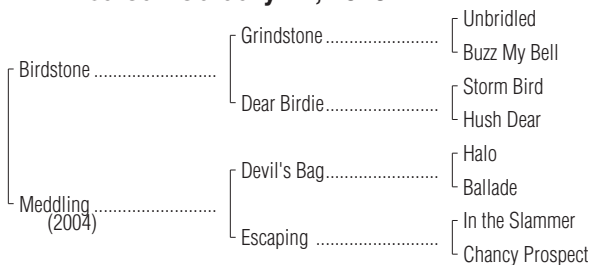 Unbridled
Grindstone
Buzz My Bell
Birdstone
Storm Bird
Dear Birdie
Hush Dear
Halo
Devil's Bag
Ballade
Meddling
(2004)
In the Slammer
Escaping
Chancy Prospect